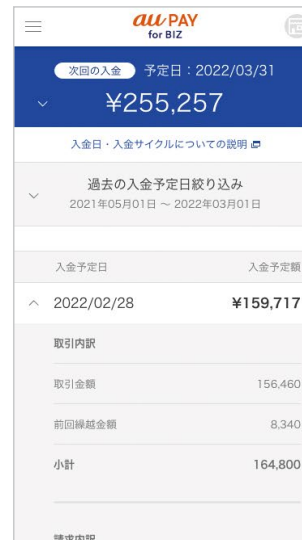 au PAY
for BIZ
次回の入金 予定日：2022/03/31
¥255,257
入金日・入金サイクルについての説明
過去の入金予定日絞り込み
2021年05月01日 ～ 2022年03月01日
入金予定日 入金予定額
2022/02/28 ¥159,717
取引内訳
取引金額 156,460
前回繰越金額 8,340
小計 164,800
請求内訳